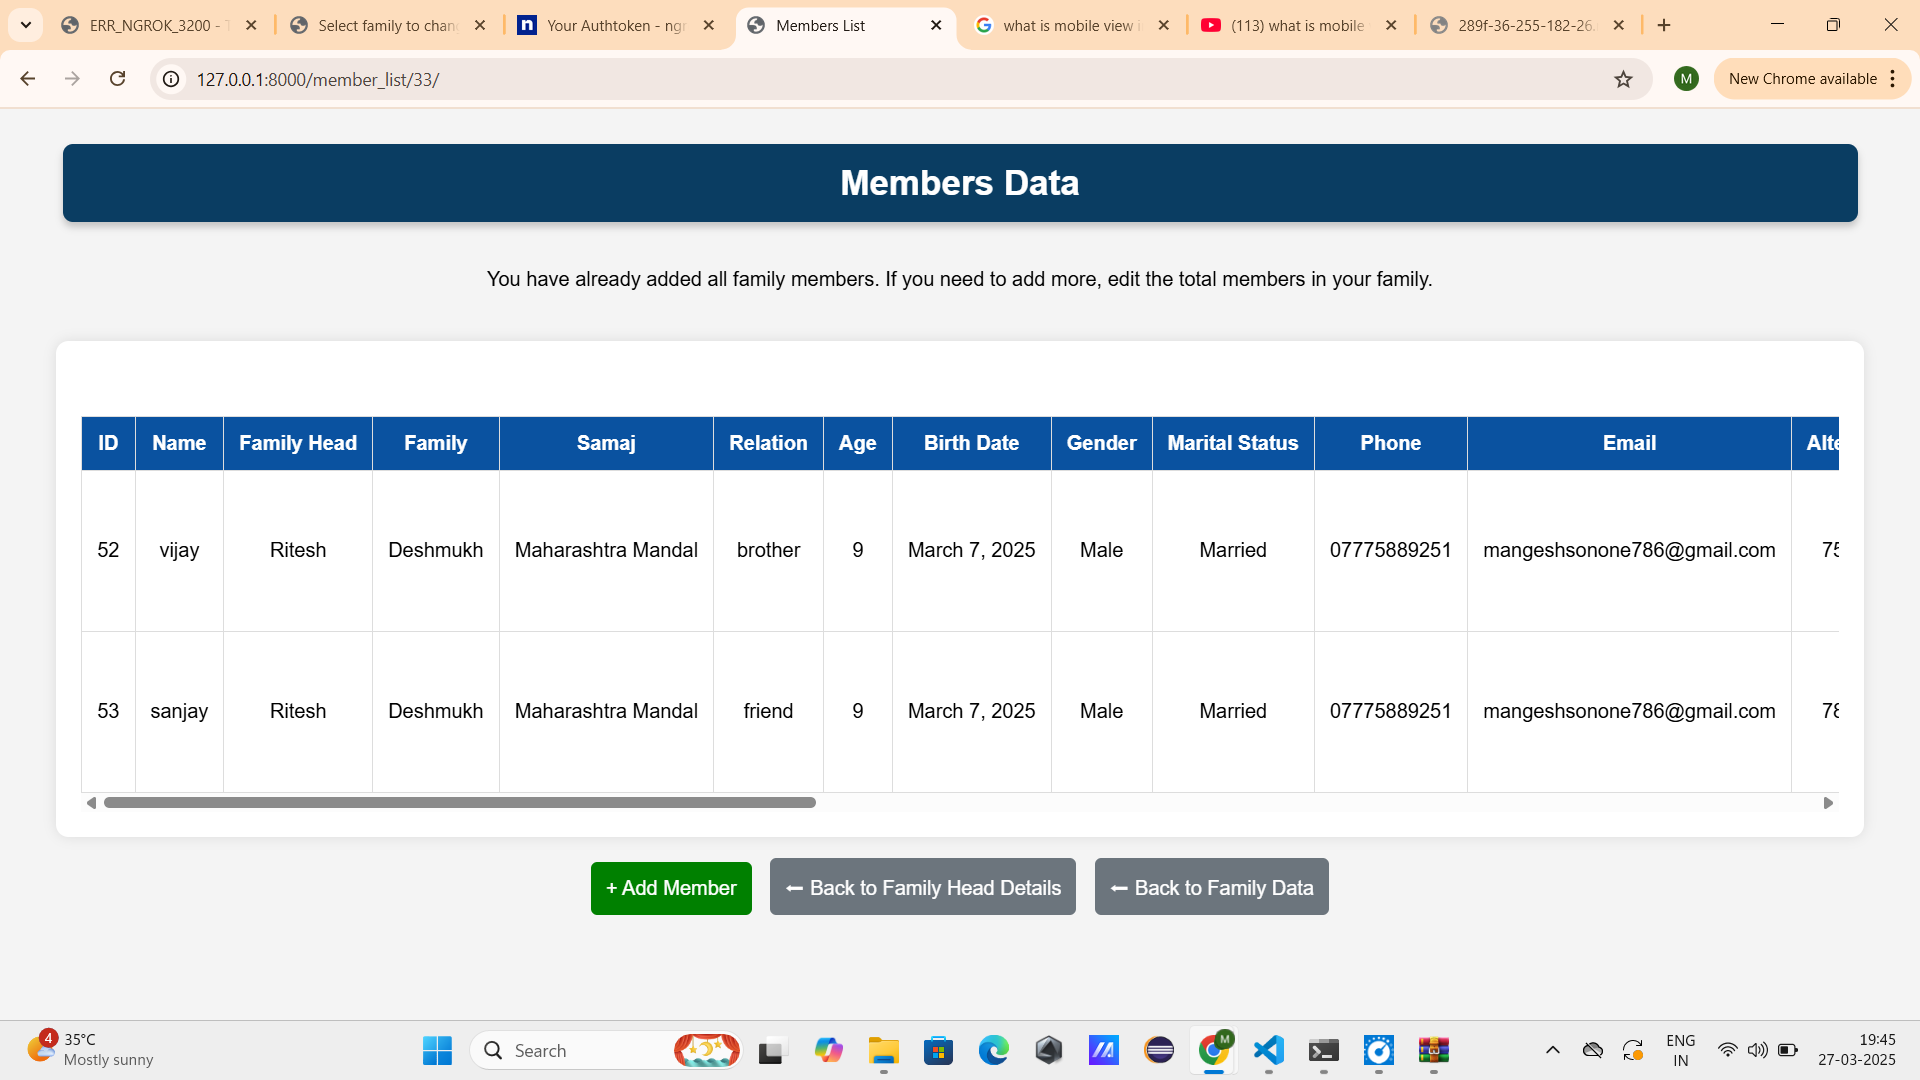 ERR_NGROK_3200 - T
Select family to chan
Your Authtoken - ngr
Members List
what is mobile view i
(113) what is mobile
289f-36-255-182-26.
127.0.0.1:8000/member_list/33/
M
New Chrome available
Members Data
You have already added all family members. If you need to add more, edit the total members in your family.
ID Name Family Head Family Samaj Relation Age Birth Date Gender Marital Status Phone Email Alte
52 vijay Ritesh Deshmukh Maharashtra Mandal brother 9 March 7, 2025 Male Married 07775889251 mangeshsonone786@gmail.com 75
53 sanjay Ritesh Deshmukh Maharashtra Mandal friend 9 March 7, 2025 Male Married 07775889251 mangeshsonone786@gmail.com 78
+ Add Member
⬅ Back to Family Head Details
⬅ Back to Family Data
4
35°C
Mostly sunny
Search
M
ENG
IN
19:45
27-03-2025